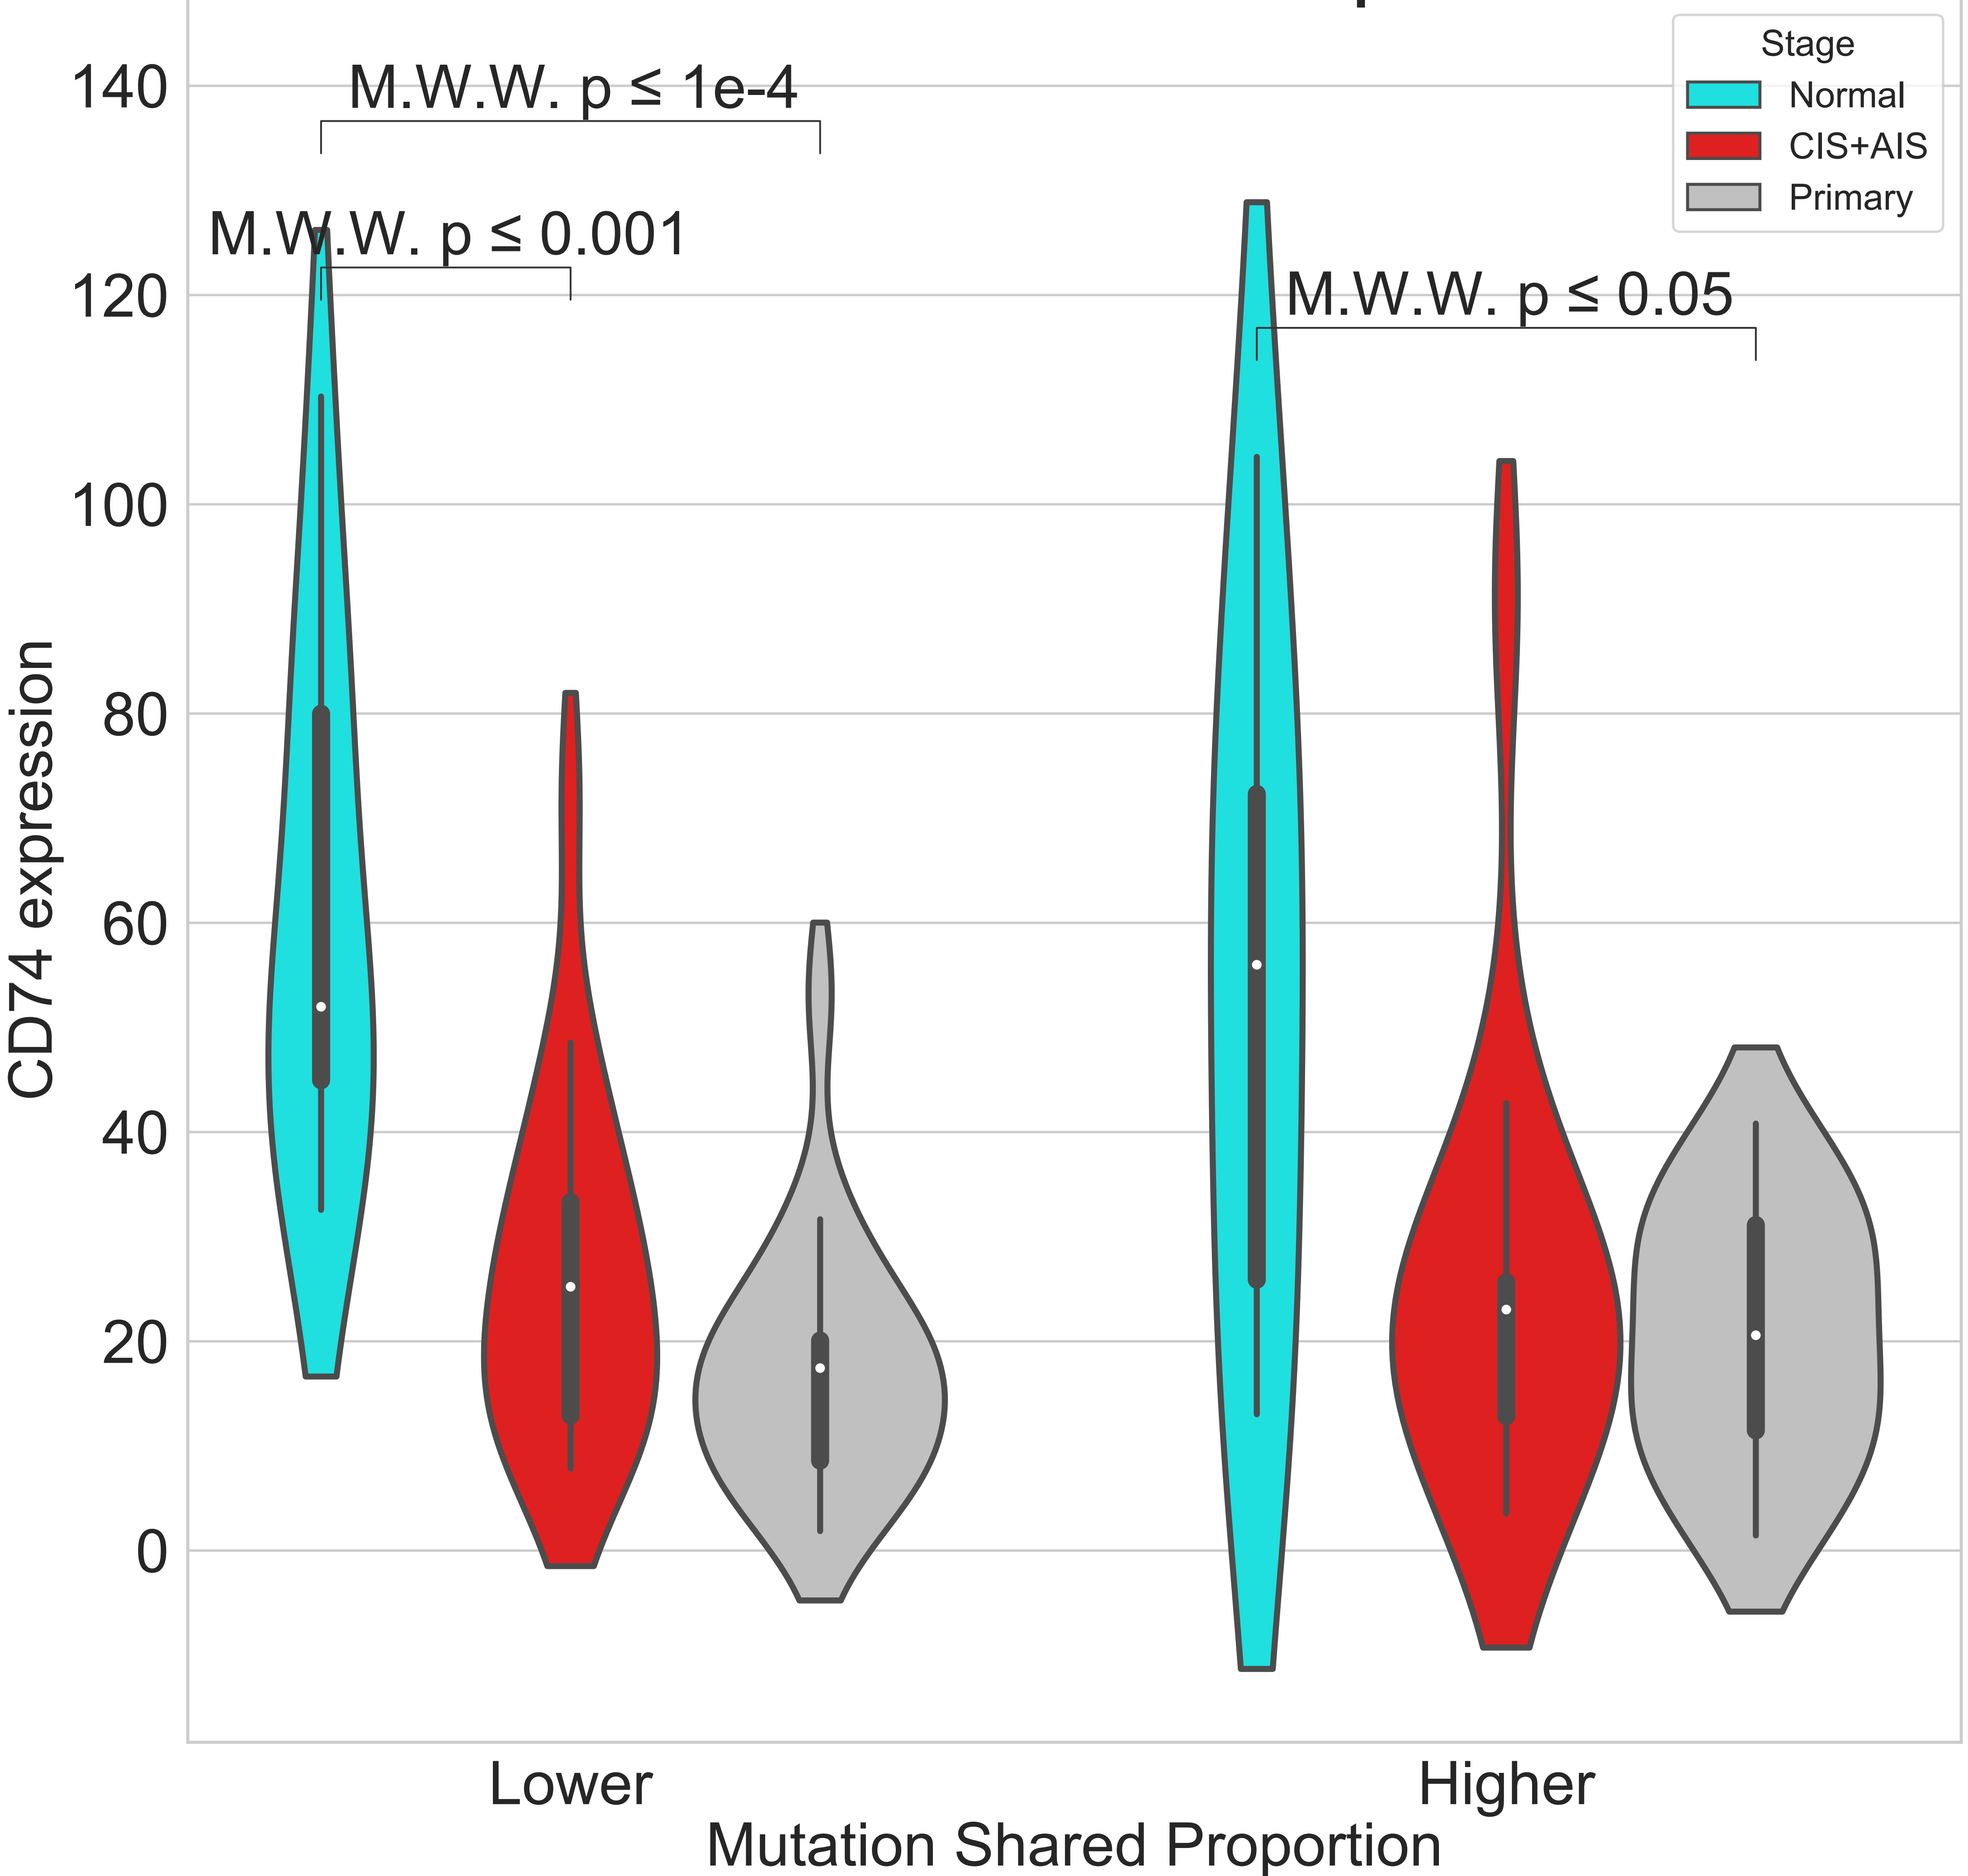 Stage
Normal
CIS+AIS
Primary
M.W.W. p ≤ 1e-4
M.W.W. p ≤ 0.001
M.W.W. p ≤ 0.05
140
120
100
80
60
40
20
0
CD74 expression
Lower
Higher
Mutation Shared Proportion